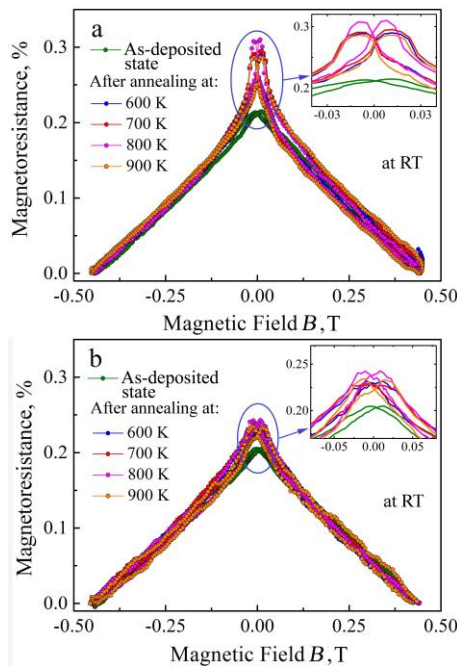 a
As-deposited
state
After annealing at:
600 K
700 K
800 K
900 K
0.3
0.2
-0.04
0.00
0.04
at RT
0.3
0.2
0.1
0.0
Magnetoresistance, %
-0.50
-0.25
0.00
0.25
0.50
Magnetic Field B, T
b
As-deposited
state
After annealing at:
600 K
700 K
800 K
900 K
0.25
0.20
-0.05
0.00
0.05
at RT
0.3
0.2
0.1
0.0
Magnetoresistance, %
-0.50
-0.25
0.00
0.25
0.50
Magnetic Field B, T